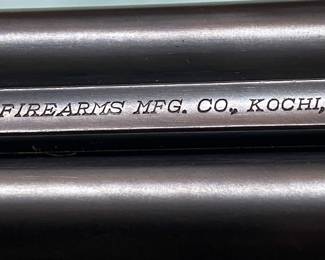 FIREARMS MFG. CO., KOCHI,